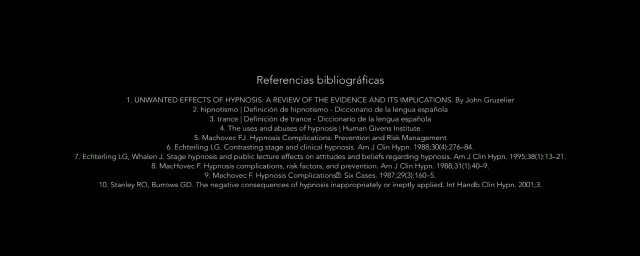 Referencias bibliográficas
1. UNWANTED EFFECTS OF HYPNOSIS: A REVIEW OF THE EVIDENCE AND ITS IMPLICATIONS. By John Gruzelier
2. hipnotismo | Definición de hipnotismo - Diccionario de la lengua española
3. trance | Definición de trance - Diccionario de la lengua española
4. The uses and abuses of hypnosis | Human Givens Institute
5. Machovec FJ. Hypnosis Complications: Prevention and Risk Management
6. Echterling LG. Contrasting stage and clinical hypnosis. Am J Clin Hypn. 1988;30(4):276–84.
7. Echterling LG, Whalen J. Stage hypnosis and public lecture effects on attitudes and beliefs regarding hypnosis. Am J Clin Hypn. 1995;38(1):13–21.
8. MacHovec F. Hypnosis complications, risk factors, and prevention. Am J Clin Hypn. 1988;31(1):40–9.
9. Machovec F. Hypnosis Complications: Six Cases. 1987;29(3):160–5.
10. Stanley RO, Burrows GD. The negative consequences of hypnosis inappropriately or ineptly applied. Int Handb Clin Hypn. 2001;3.